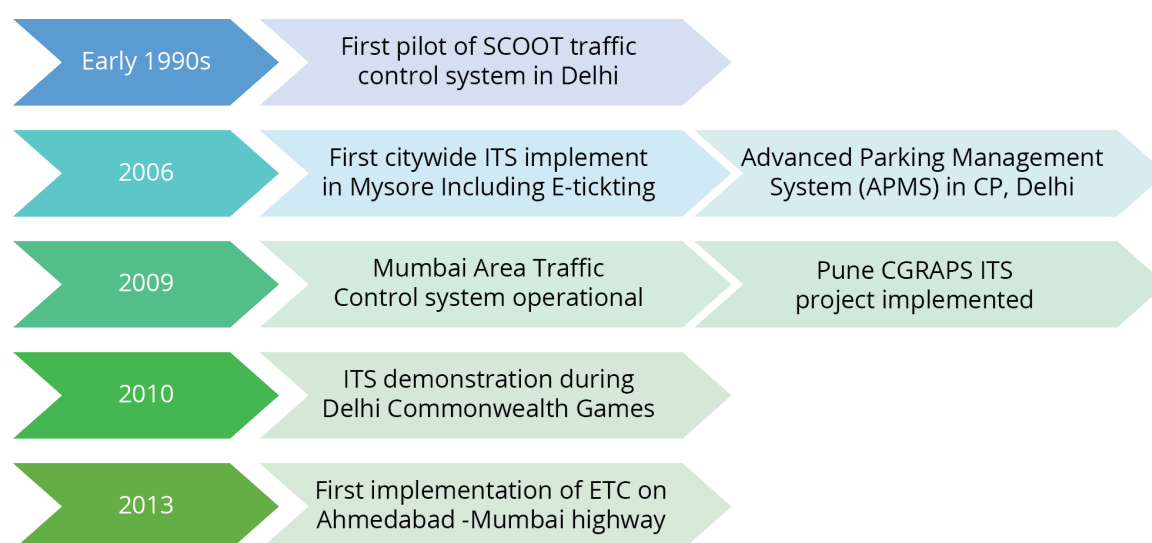 Early 1990s
First pilot of SCOOT traffic
control system in Delhi
2006
First citywide ITS implement
in Mysore Including E-tickting
Advanced Parking Management
System (APMS) in CP, Delhi
2009
Mumbai Area Traffic
Control system operational
Pune CGRAPS ITS
project implemented
2010
ITS demonstration during
Delhi Commonwealth Games
2013
First implementation of ETC on
Ahmedabad -Mumbai highway